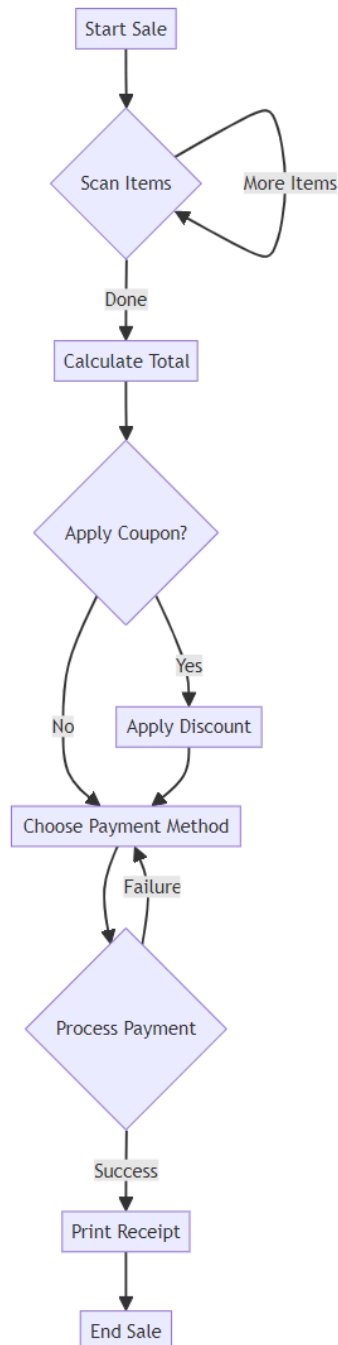 Start Sale
Scan Items
More Items
Done
Calculate Total
Apply Coupon?
Yes
No
Apply Discount
Choose Payment Method
Failure
Process Payment
Success
Print Receipt
End Sale